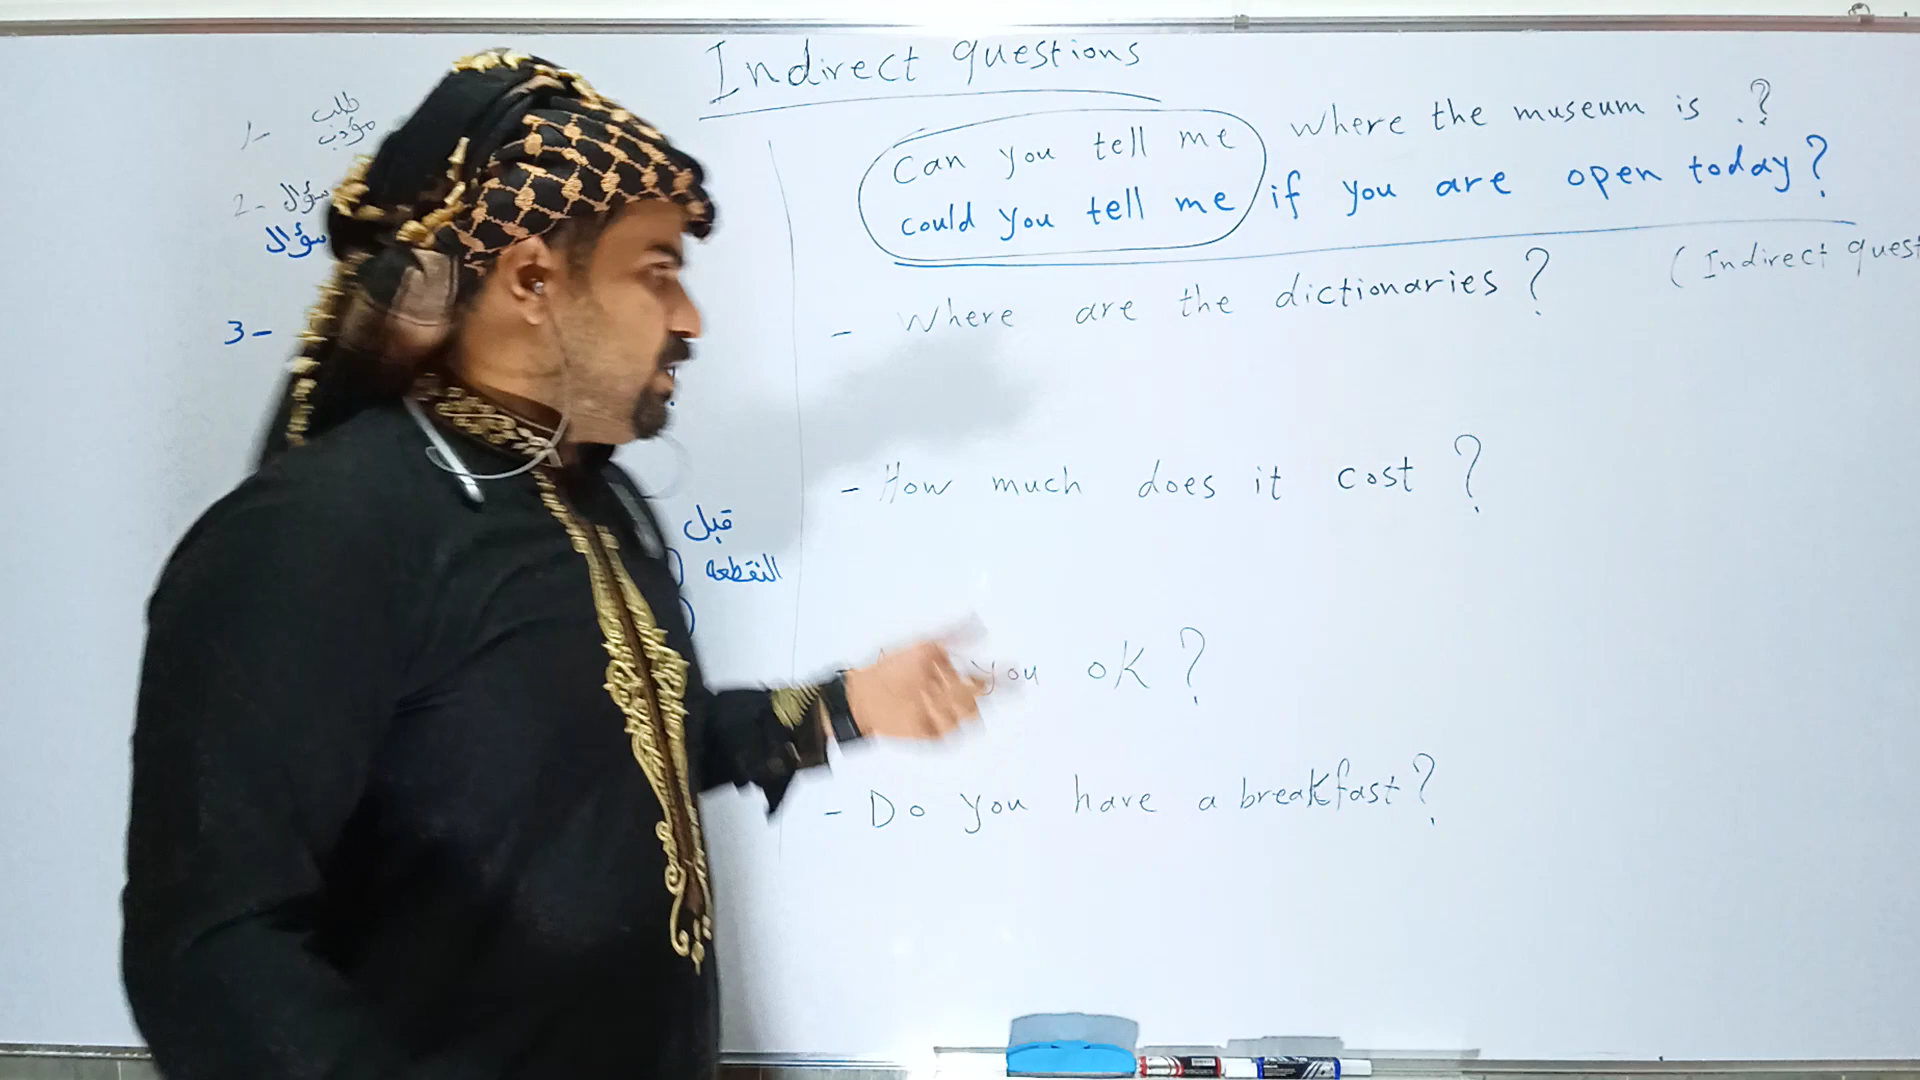 Indirect questions
1- طلب
مؤدب
2- سؤال
سؤال
3-
قبل
النقطه
Can you tell me where the museum is .?
could you tell me if you are open today?
(Indirect quest
- Where are the dictionaries ?
- How much does it cost ?
you ok ?
- Do you have a breakfast?